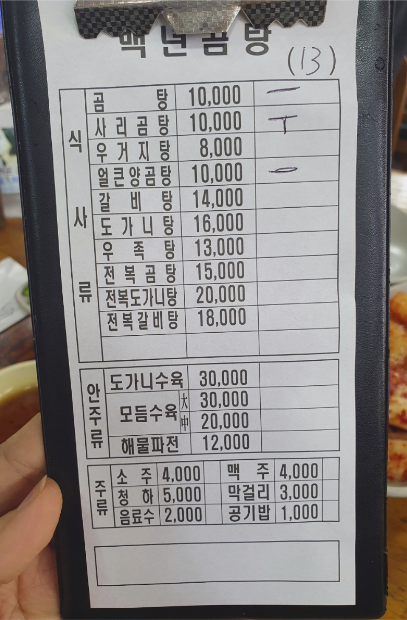 백년곰탕
(13)
식사류
곰탕 10,000 一
사리곰탕 10,000 T
우거지탕 8,000
얼큰양곰탕 10,000
갈비탕 14,000
도가니탕 16,000
우족탕 13,000
전복곰탕 15,000
전복도가니탕 20,000
전복갈비탕 18,000
안주류
도가니수육 30,000
모듬수육 大 30,000
中 20,000
해물파전 12,000
주류
소주 4,000 맥주 4,000
청하 5,000 막걸리 3,000
음료수 2,000 공기밥 1,000